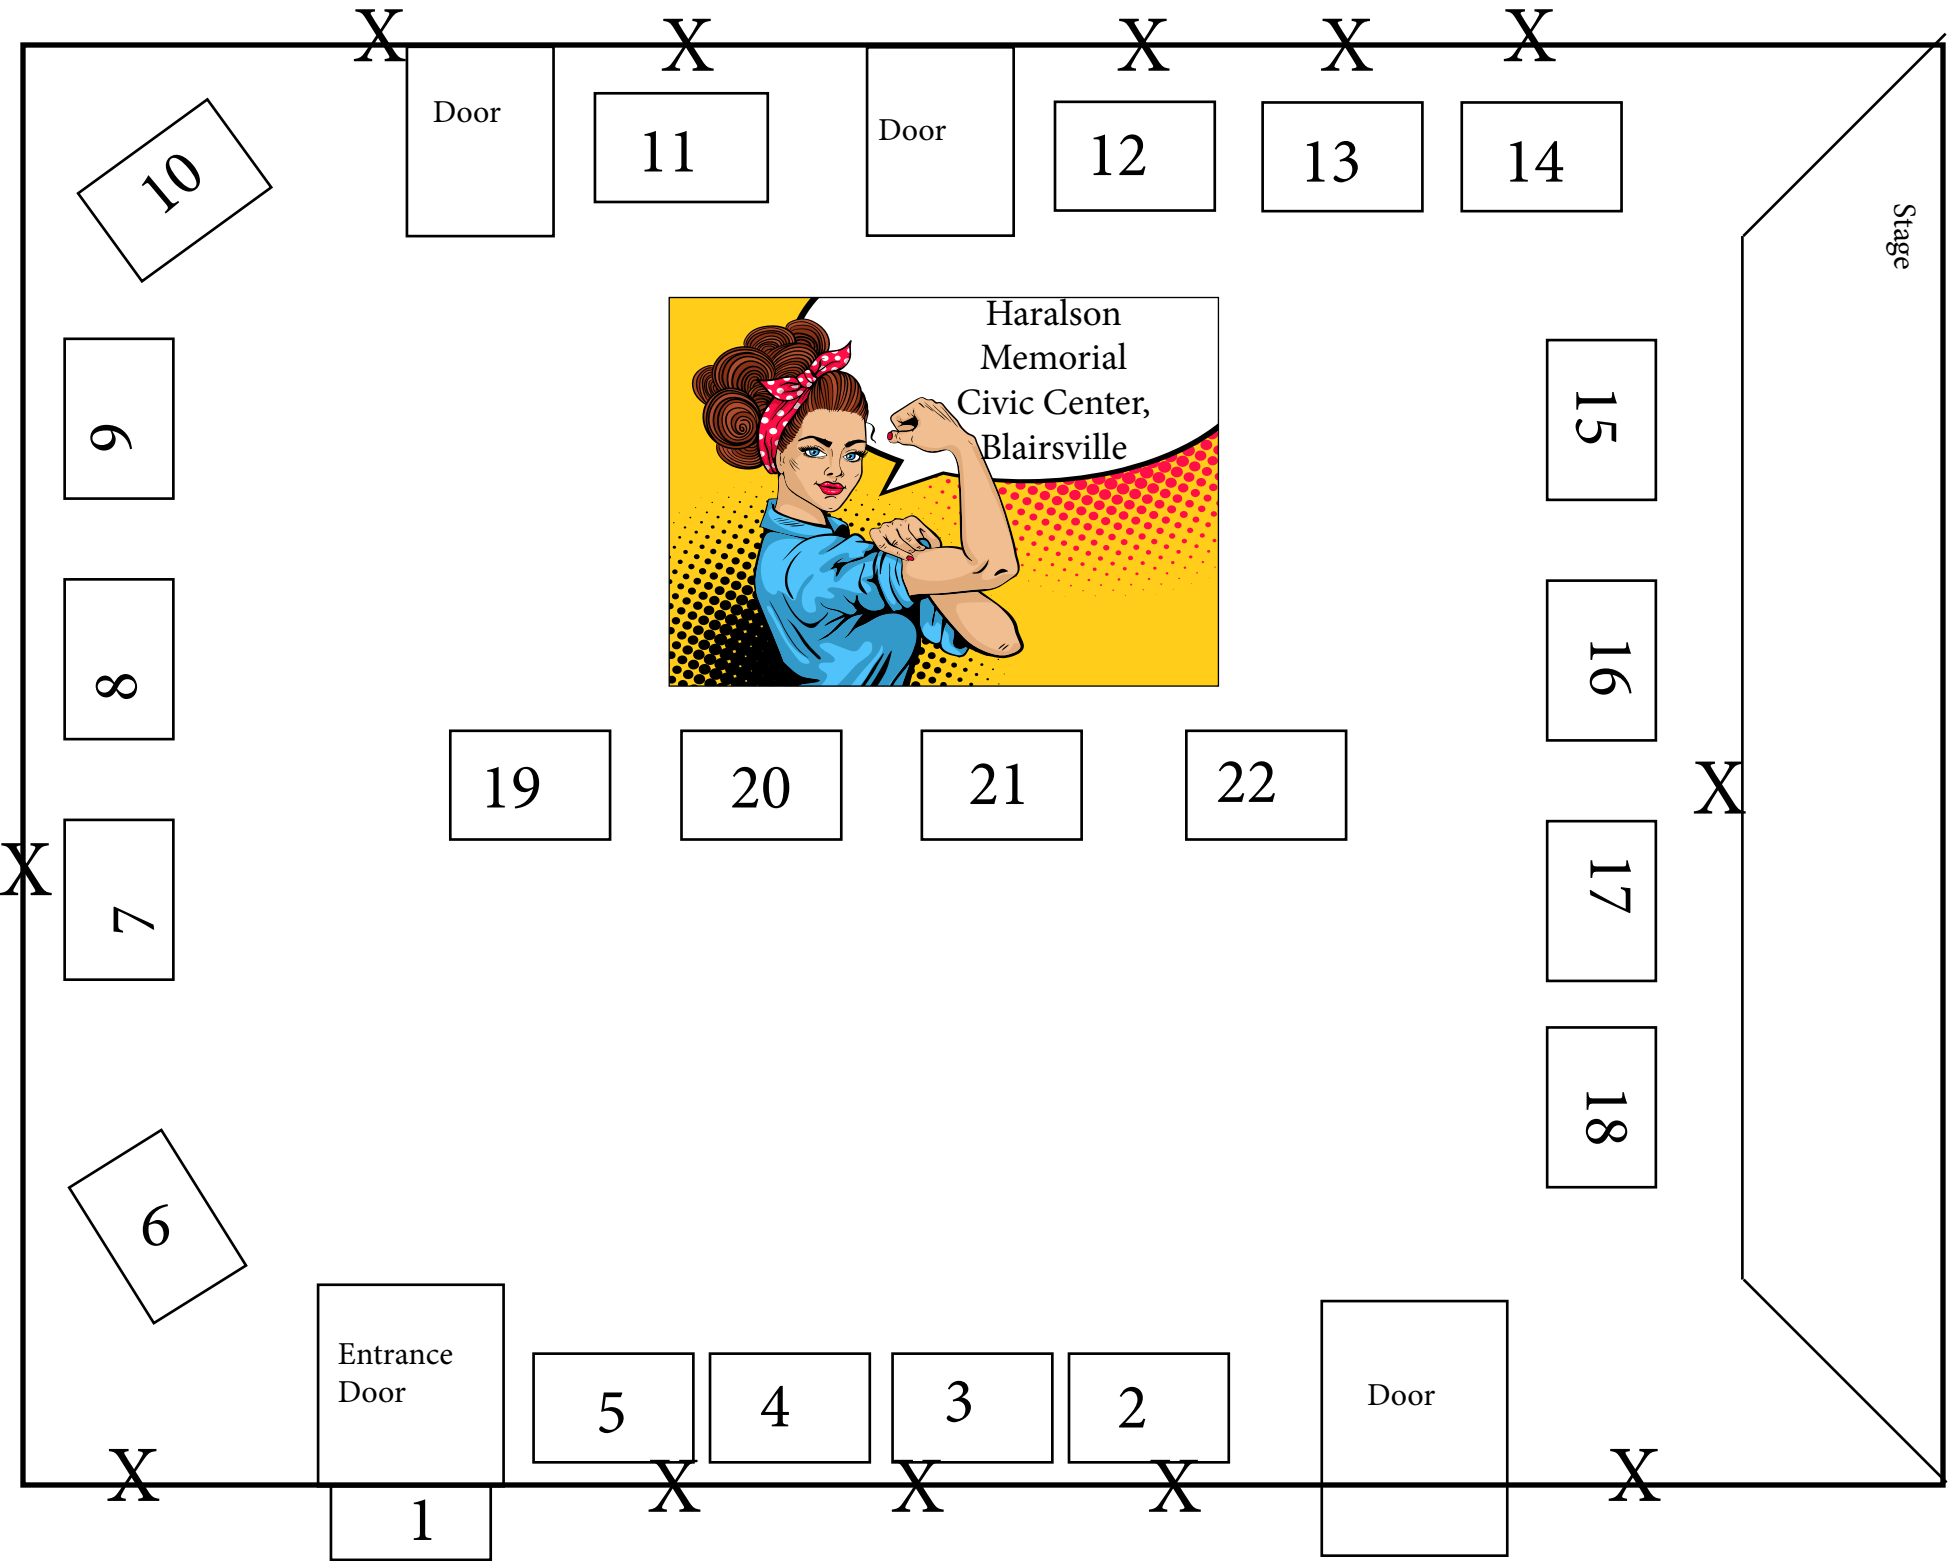 X X X X X
Door
11
Door
12
13
14
10
Stage
Haralson
Memorial
Civic Center,
Blairsville
9
15
8
16
19
20
21
22
X
X
7
17
18
6
Entrance
Door
5
4
3
2
Door
X X X X X
1